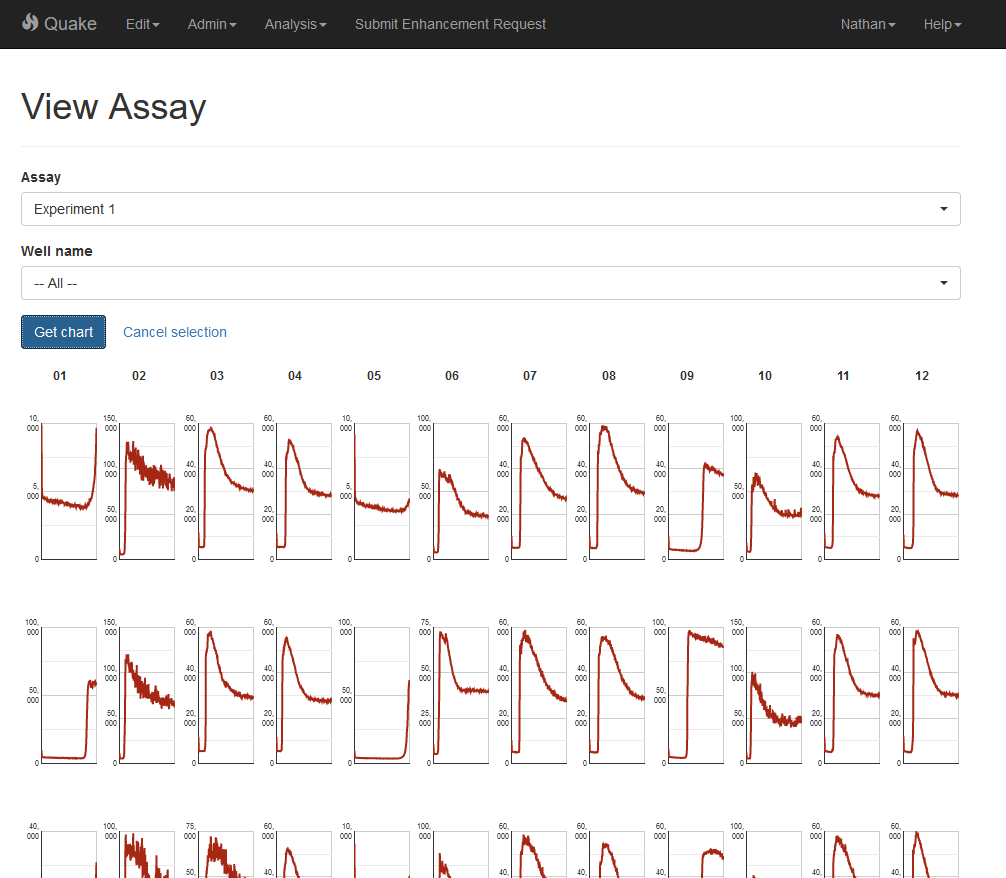 Quake Edit Admin Analysis Submit Enhancement Request Nathan Help
View Assay
Assay
Experiment 1
Well name
-- All --
Get chart Cancel selection
01 02 03 04 05 06 07 08 09 10 11 12
10, 150, 60, 60, 10, 100, 60, 60, 60, 100, 60, 60,
000 000 000 000 000 000 000 000 000 000 000 000
100, 40, 40, 40, 40, 40, 40, 40,
000 000 000 000 000 000 000 000
5, 5, 50, 50,
000 000 000 000
50, 20, 20, 20, 20, 20, 20, 20,
000 000 000 000 000 000 000 000
0 0 0 0 0 0 0 0 0 0 0 0
100, 150, 60, 60, 100, 75, 60, 60, 100, 150, 60, 60,
000 000 000 000 000 000 000 000 000 000 000 000
100, 40, 40, 50, 40, 40, 100, 40, 40,
000 000 000 000 000 000 000 000 000
50, 50, 50,
000 000 000
50, 20, 20, 25, 20, 20, 50, 20, 20,
000 000 000 000 000 000 000 000 000
0 0 0 0 0 0 0 0 0 0 0 0
40, 100, 75, 60, 10, 100, 60, 60, 60, 100, 60, 60,
000 000 000 000 000 000 000 000 000 000 000 000
50, 40, 40, 40, 40, 40, 40,